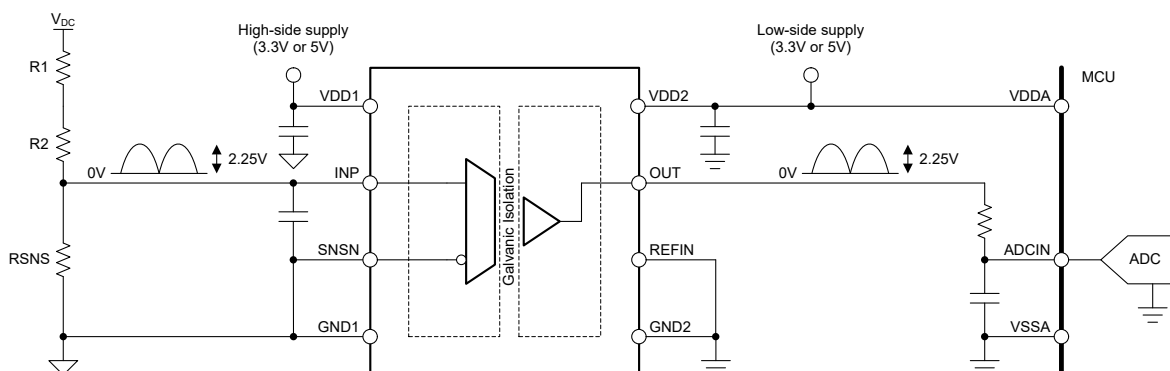 VDC
R1
R2
RSNS
0V
2.25V
High-side supply
(3.3V or 5V)
VDD1
INP
SNSN
GND1
Galvanic Isolation
VDD2
OUT
REFIN
GND2
Low-side supply
(3.3V or 5V)
0V
2.25V
MCU
VDDA
ADCIN
VSSA
ADC